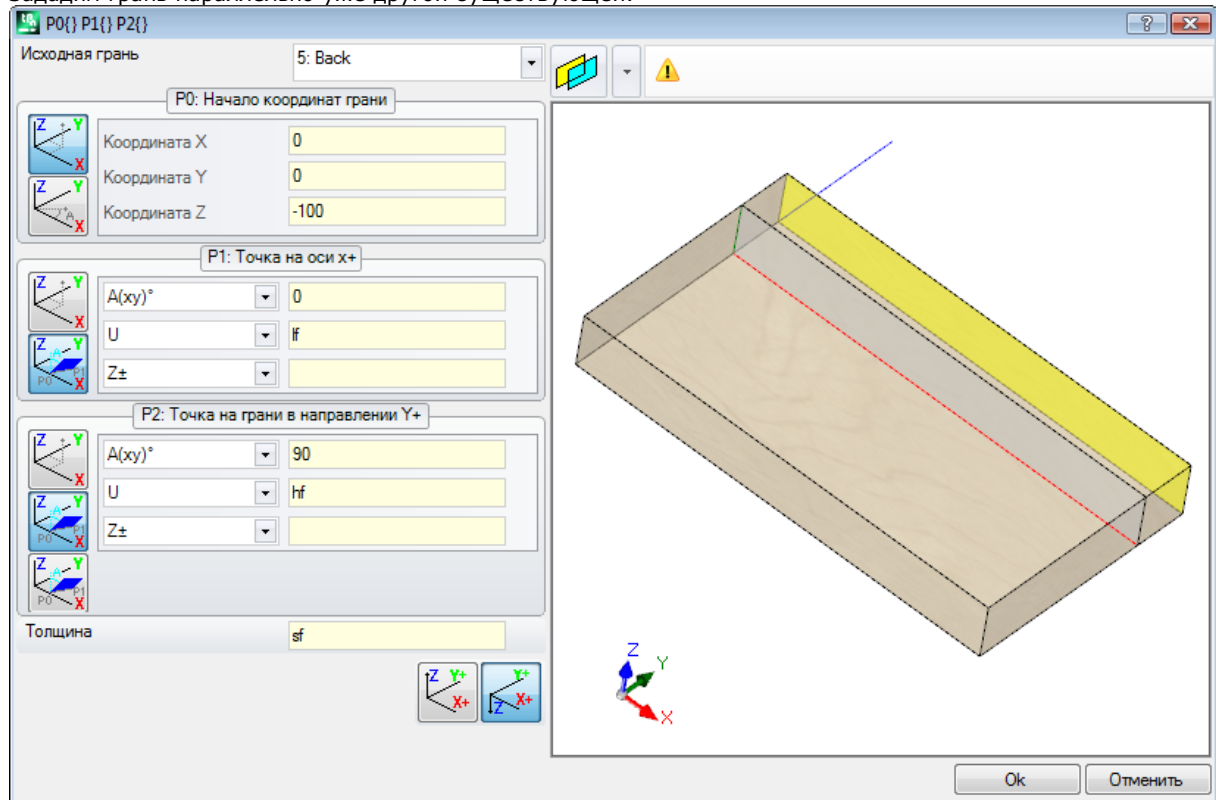 P0{} P1{} P2{}
Исходная грань 5: Back
P0: Начало координат грани
Координата X 0
Координата Y 0
Координата Z -100
P1: Точка на оси x+
A(xy)° 0
U lf
Z±
P2: Точка на грани в направлении Y+
A(xy)° 90
U hf
Z±
Толщина sf
Z Y+ X+
Y+ Z X+
Z Y X
Ok Отменить